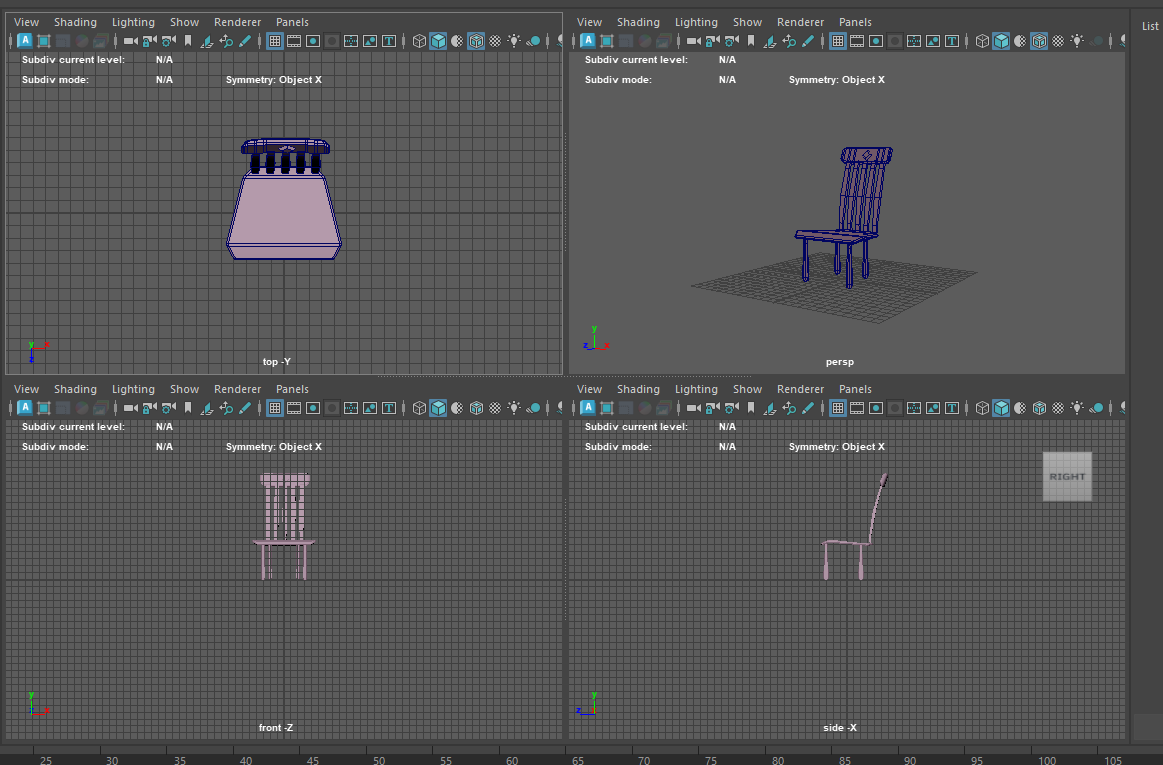 View Shading Lighting Show Renderer Panels
Subdiv current level: N/A
Subdiv mode: N/A Symmetry: Object X
y x
z
top -Y
View Shading Lighting Show Renderer Panels
Subdiv current level: N/A
Subdiv mode: N/A Symmetry: Object X
y
z x
persp
List
View Shading Lighting Show Renderer Panels
Subdiv current level: N/A
Subdiv mode: N/A Symmetry: Object X
y
z x
front -Z
View Shading Lighting Show Renderer Panels
Subdiv current level: N/A
Subdiv mode: N/A Symmetry: Object X
RIGHT
y
z
side -X
25 30 35 40 45 50 55 60 65 70 75 80 85 90 95 100 105